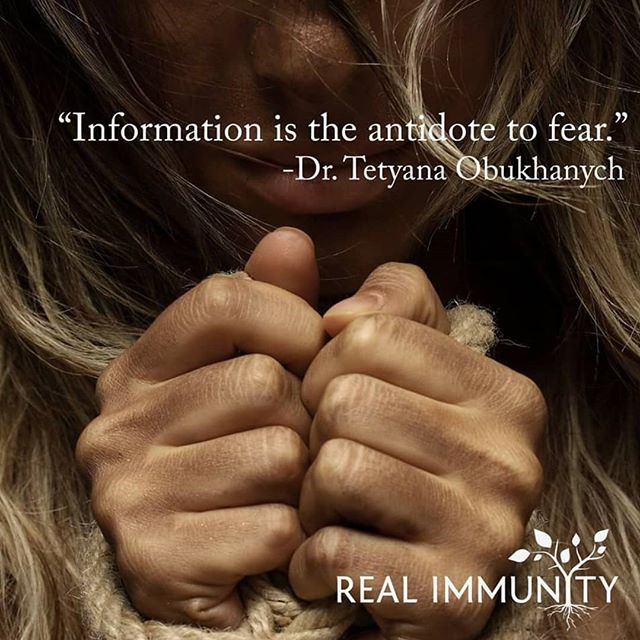 “Information is the antidote to fear.”
-Dr. Tetyana Obukhanych
REAL IMMUNITY